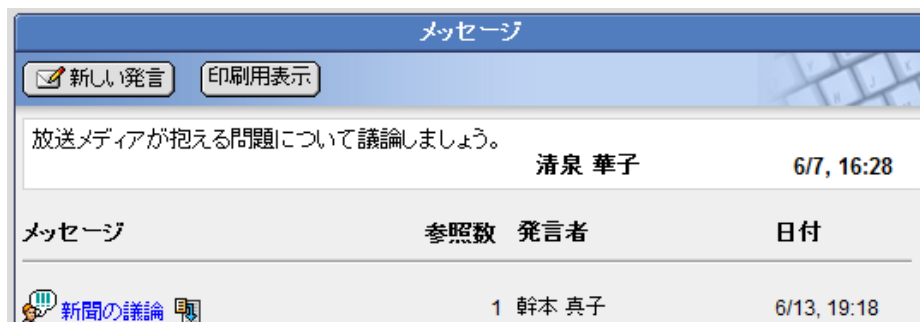 メッセージ
新しい発言 印刷用表示
放送メディアが抱える問題について議論しましょう。
清泉 華子 6/7, 16:28
メッセージ 参照数 発言者 日付
新聞の議論 1 幹本 真子 6/13, 19:18